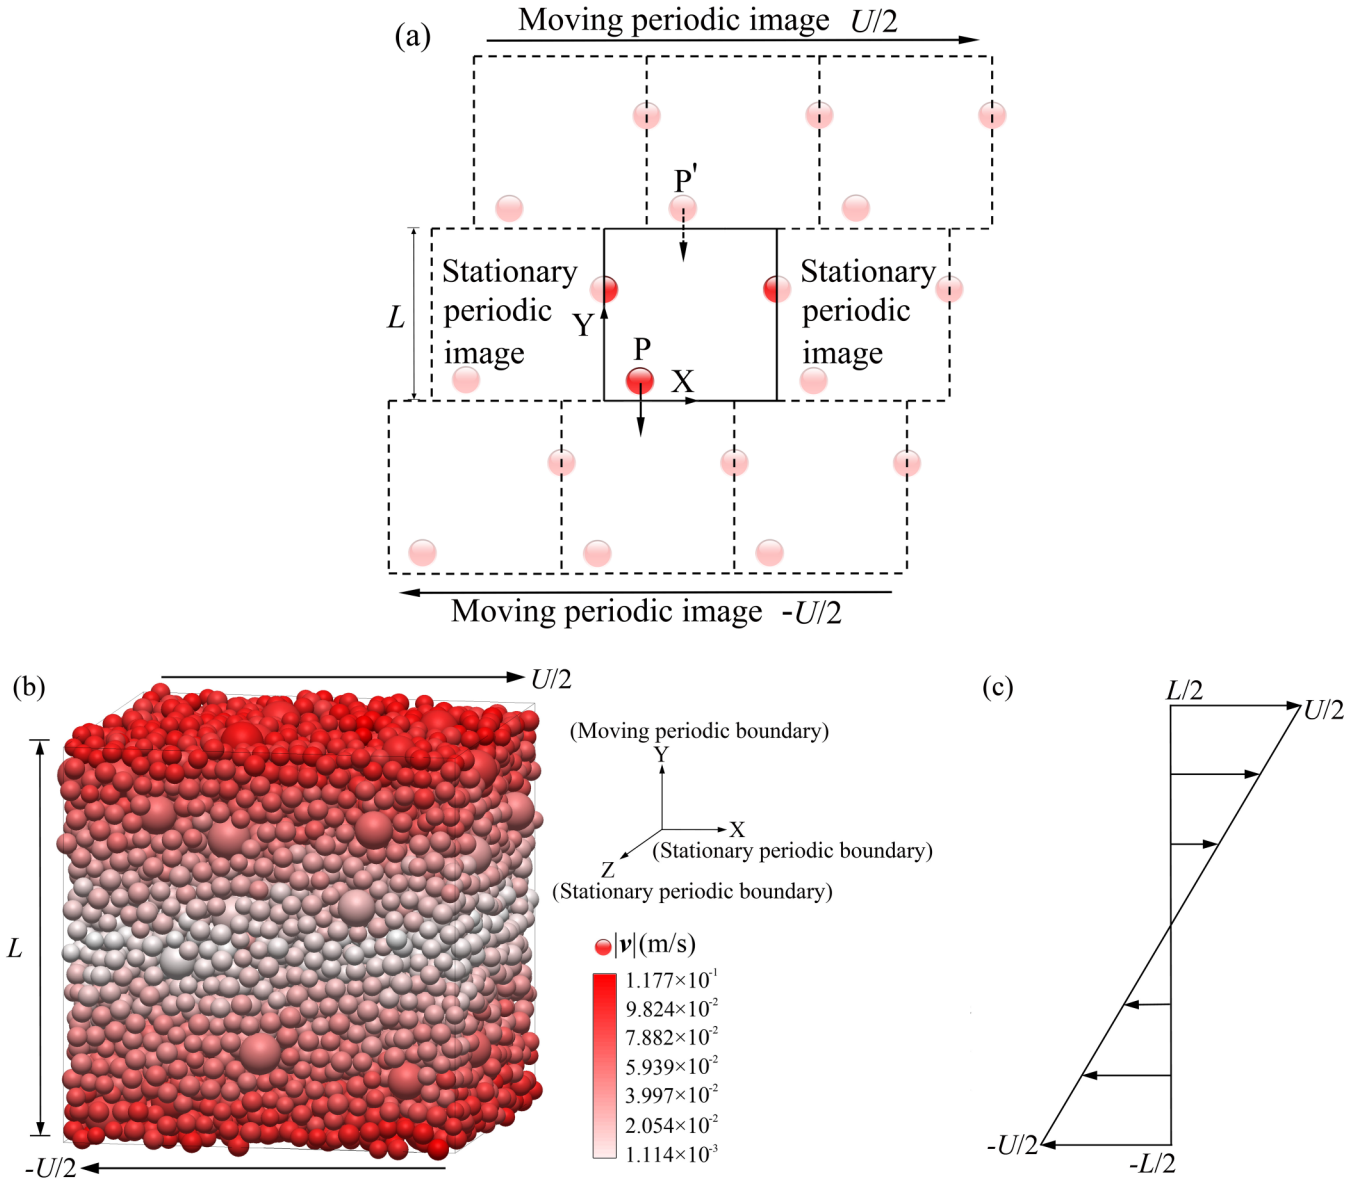 (a)
Moving periodic image U/2
P'
Stationary
periodic
image
Stationary
periodic
image
L
Y
P
X
Moving periodic image -U/2
(b)
U/2
(Moving periodic boundary)
Y
X
(Stationary periodic boundary)
Z
(Stationary periodic boundary)
L
|v|(m/s)
1.177×10⁻¹
9.824×10⁻²
7.882×10⁻²
5.939×10⁻²
3.997×10⁻²
2.054×10⁻²
1.114×10⁻³
-U/2
(c)
L/2
U/2
-U/2
-L/2